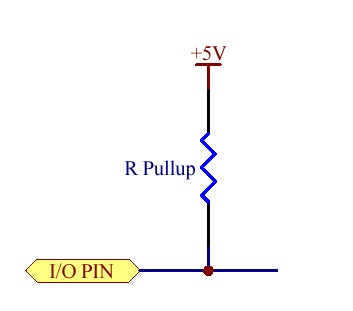 +5V
R Pullup
I/O PIN